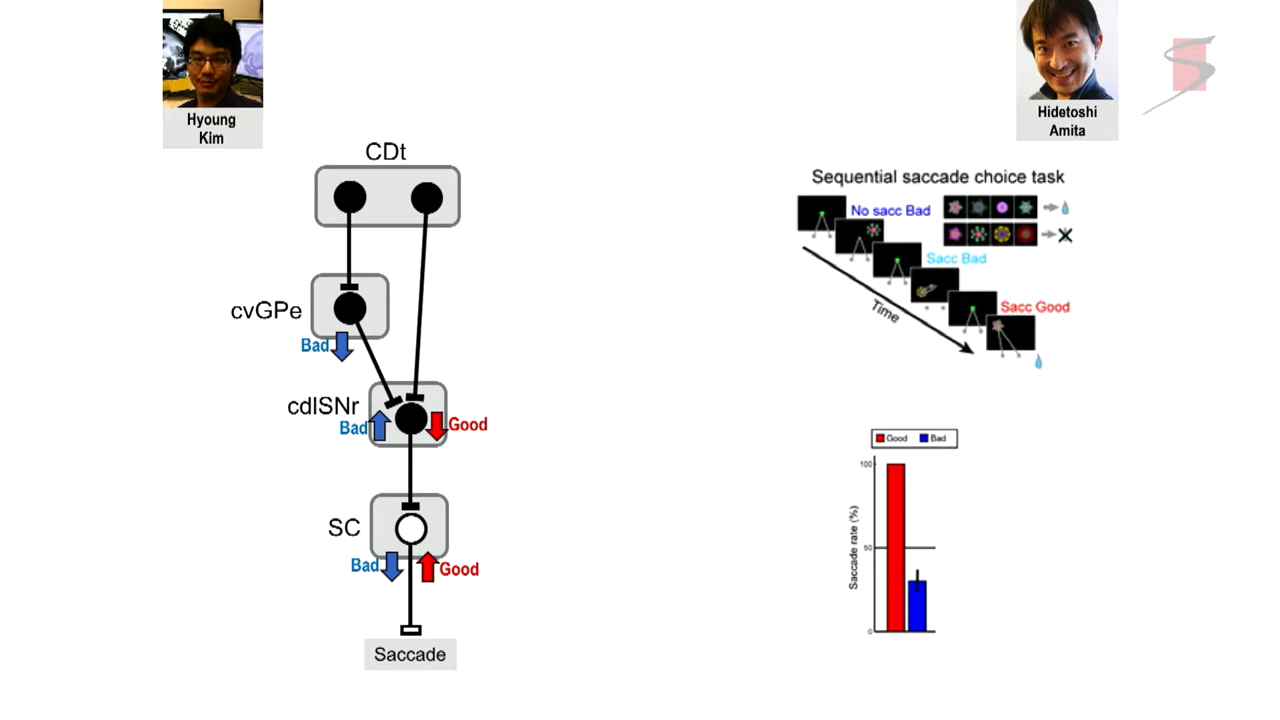 Hyoung
Kim
Hidetoshi
Amita
CDt
cvGPe
Bad
cdlSNr
Bad
Good
SC
Bad
Good
Saccade
Sequential saccade choice task
No sacc Bad
Sacc Bad
Sacc Good
Time
Good
Bad
100
50
0
Saccade rate (%)